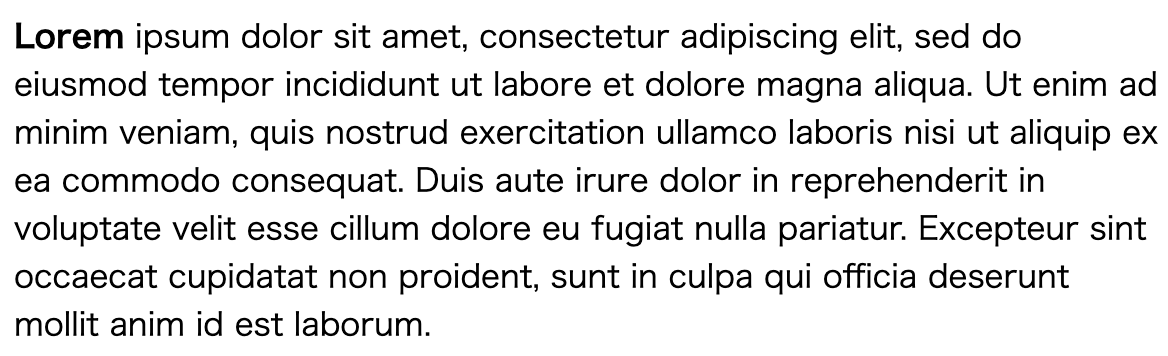 Lorem ipsum dolor sit amet, consectetur adipiscing elit, sed do
eiusmod tempor incididunt ut labore et dolore magna aliqua. Ut enim ad
minim veniam, quis nostrud exercitation ullamco laboris nisi ut aliquip ex
ea commodo consequat. Duis aute irure dolor in reprehenderit in
voluptate velit esse cillum dolore eu fugiat nulla pariatur. Excepteur sint
occaecat cupidatat non proident, sunt in culpa qui officia deserunt
mollit anim id est laborum.